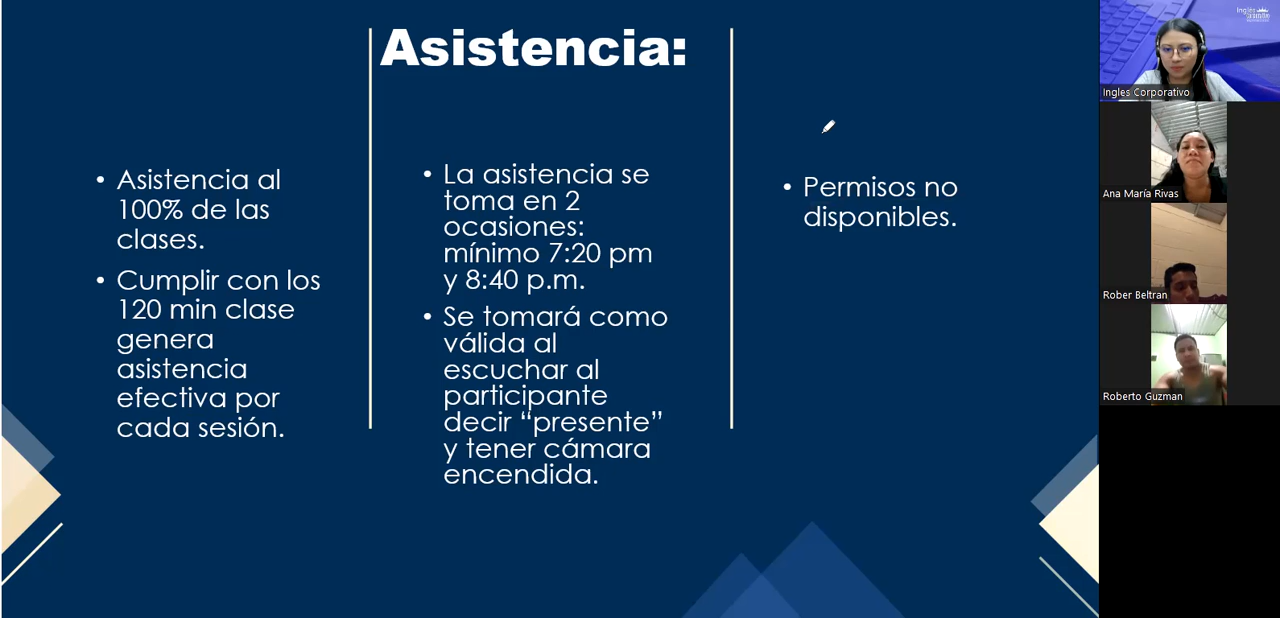 Asistencia:
• Asistencia al
100% de las
clases.
• Cumplir con los
120 min clase
genera
asistencia
efectiva por
cada sesión.
• La asistencia se
toma en 2
ocasiones:
mínimo 7:20 pm
y 8:40 p.m.
• Se tomará como
válida al
escuchar al
participante
decir “presente”
y tener cámara
encendida.
• Permisos no
disponibles.
Ingles Corporativo
Ana María Rivas
Rober Beltran
Roberto Guzman